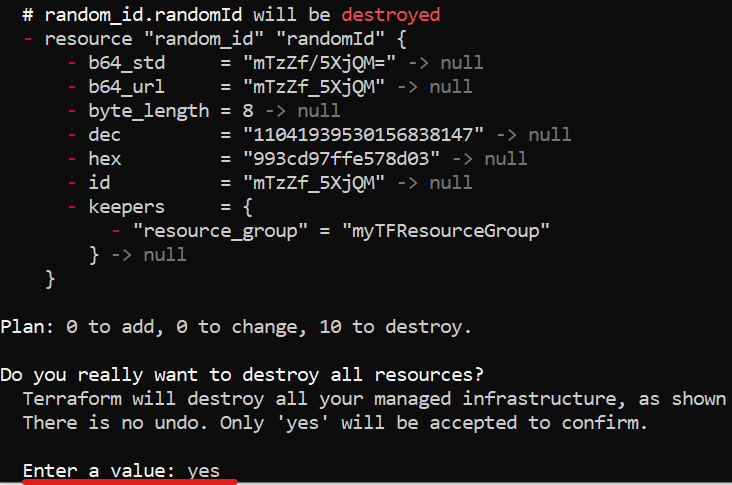 # random_id.randomId will be destroyed
- resource "random_id" "randomId" {
- b64_std = "mTzZf/5XjQM=" -> null
- b64_url = "mTzZf_5XjQM" -> null
- byte_length = 8 -> null
- dec = "11041939530156838147" -> null
- hex = "993cd97ffe578d03" -> null
- id = "mTzZf_5XjQM" -> null
- keepers = {
- "resource_group" = "myTFResourceGroup"
} -> null
}
Plan: 0 to add, 0 to change, 10 to destroy.
Do you really want to destroy all resources?
Terraform will destroy all your managed infrastructure, as shown
There is no undo. Only 'yes' will be accepted to confirm.
Enter a value: yes